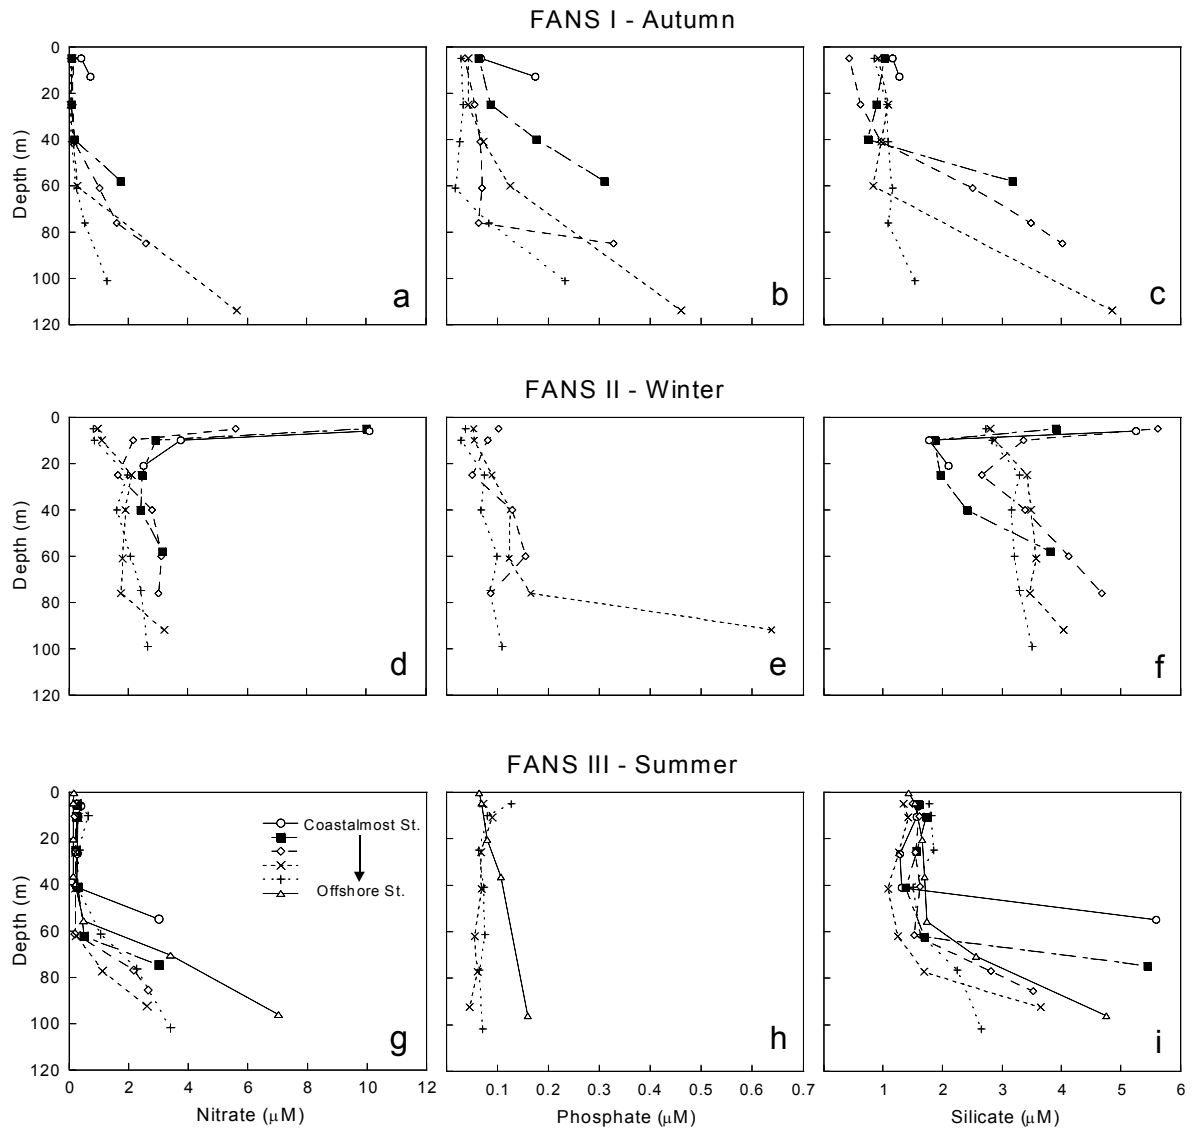 FANS I - Autumn
0
20
40
60
80
100
120
Depth (m)
a
b
c
FANS II - Winter
0
20
40
60
80
100
120
Depth (m)
d
e
f
FANS III - Summer
0
20
40
60
80
100
120
Depth (m)
Coastalmost St.
Offshore St.
g
h
i
0 2 4 6 8 10 12
0.1 0.2 0.3 0.4 0.5 0.6 0.7
1 2 3 4 5 6
Nitrate (μM)
Phosphate (μM)
Silicate (μM)